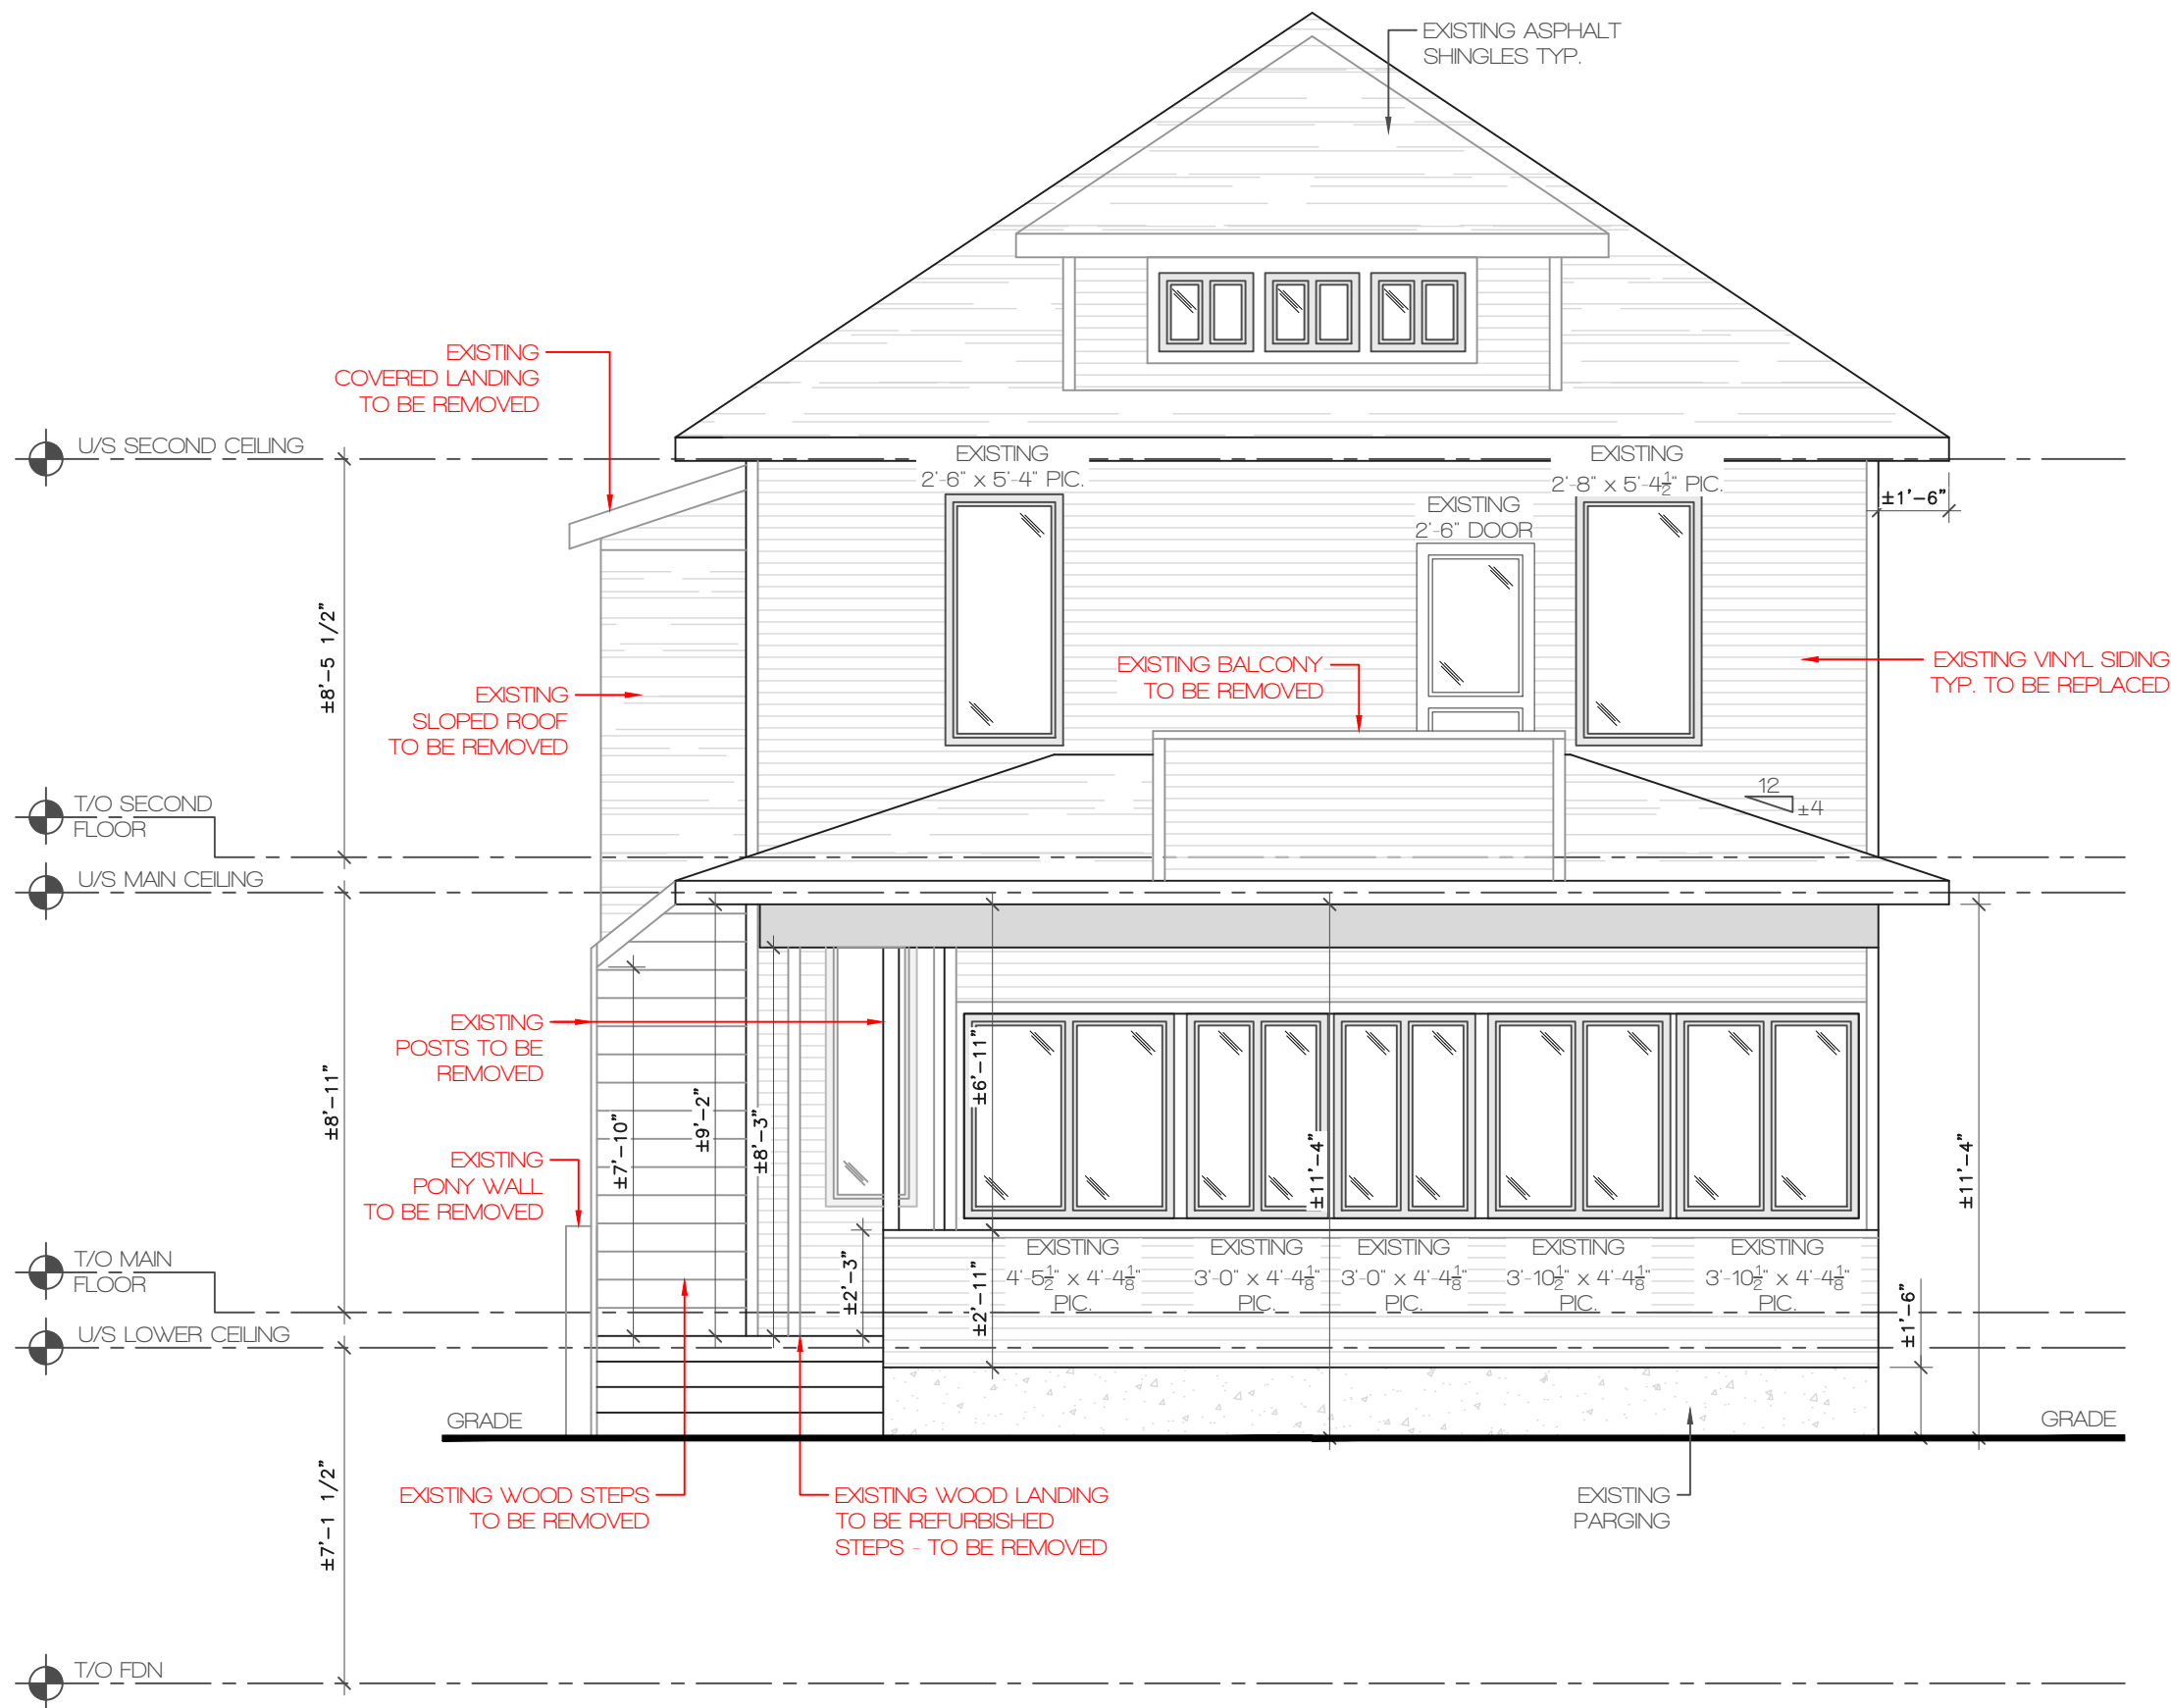 EXISTING ASPHALT
SHINGLES TYP.
EXISTING
COVERED LANDING
TO BE REMOVED
U/S SECOND CEILING
EXISTING
2'-6" x 5'-4" PIC.
EXISTING
2'-8" x 5'-4½" PIC.
EXISTING
2'-6" DOOR
±1'-6"
±8'-5 1/2"
EXISTING BALCONY
TO BE REMOVED
EXISTING VINYL SIDING
TYP. TO BE REPLACED
EXISTING
SLOPED ROOF
TO BE REMOVED
12
±4
T/O SECOND
FLOOR
U/S MAIN CEILING
EXISTING
POSTS TO BE
REMOVED
±8'-11"
±7'-10"
±9'-2"
±8'-3"
±6'-11"
±11'-4"
±11'-4"
EXISTING
PONY WALL
TO BE REMOVED
T/O MAIN
FLOOR
±2'-3"
±2'-11"
EXISTING
4'-5½" x 4'-4⅛"
PIC.
EXISTING
3'-0" x 4'-4⅛"
PIC.
EXISTING
3'-0" x 4'-4⅛"
PIC.
EXISTING
3'-10½" x 4'-4⅛"
PIC.
EXISTING
3'-10½" x 4'-4⅛"
PIC.
±1'-6"
U/S LOWER CEILING
GRADE
GRADE
±7'-1 1/2"
EXISTING WOOD STEPS
TO BE REMOVED
EXISTING WOOD LANDING
TO BE REFURBISHED
STEPS - TO BE REMOVED
EXISTING
PARGING
T/O FDN